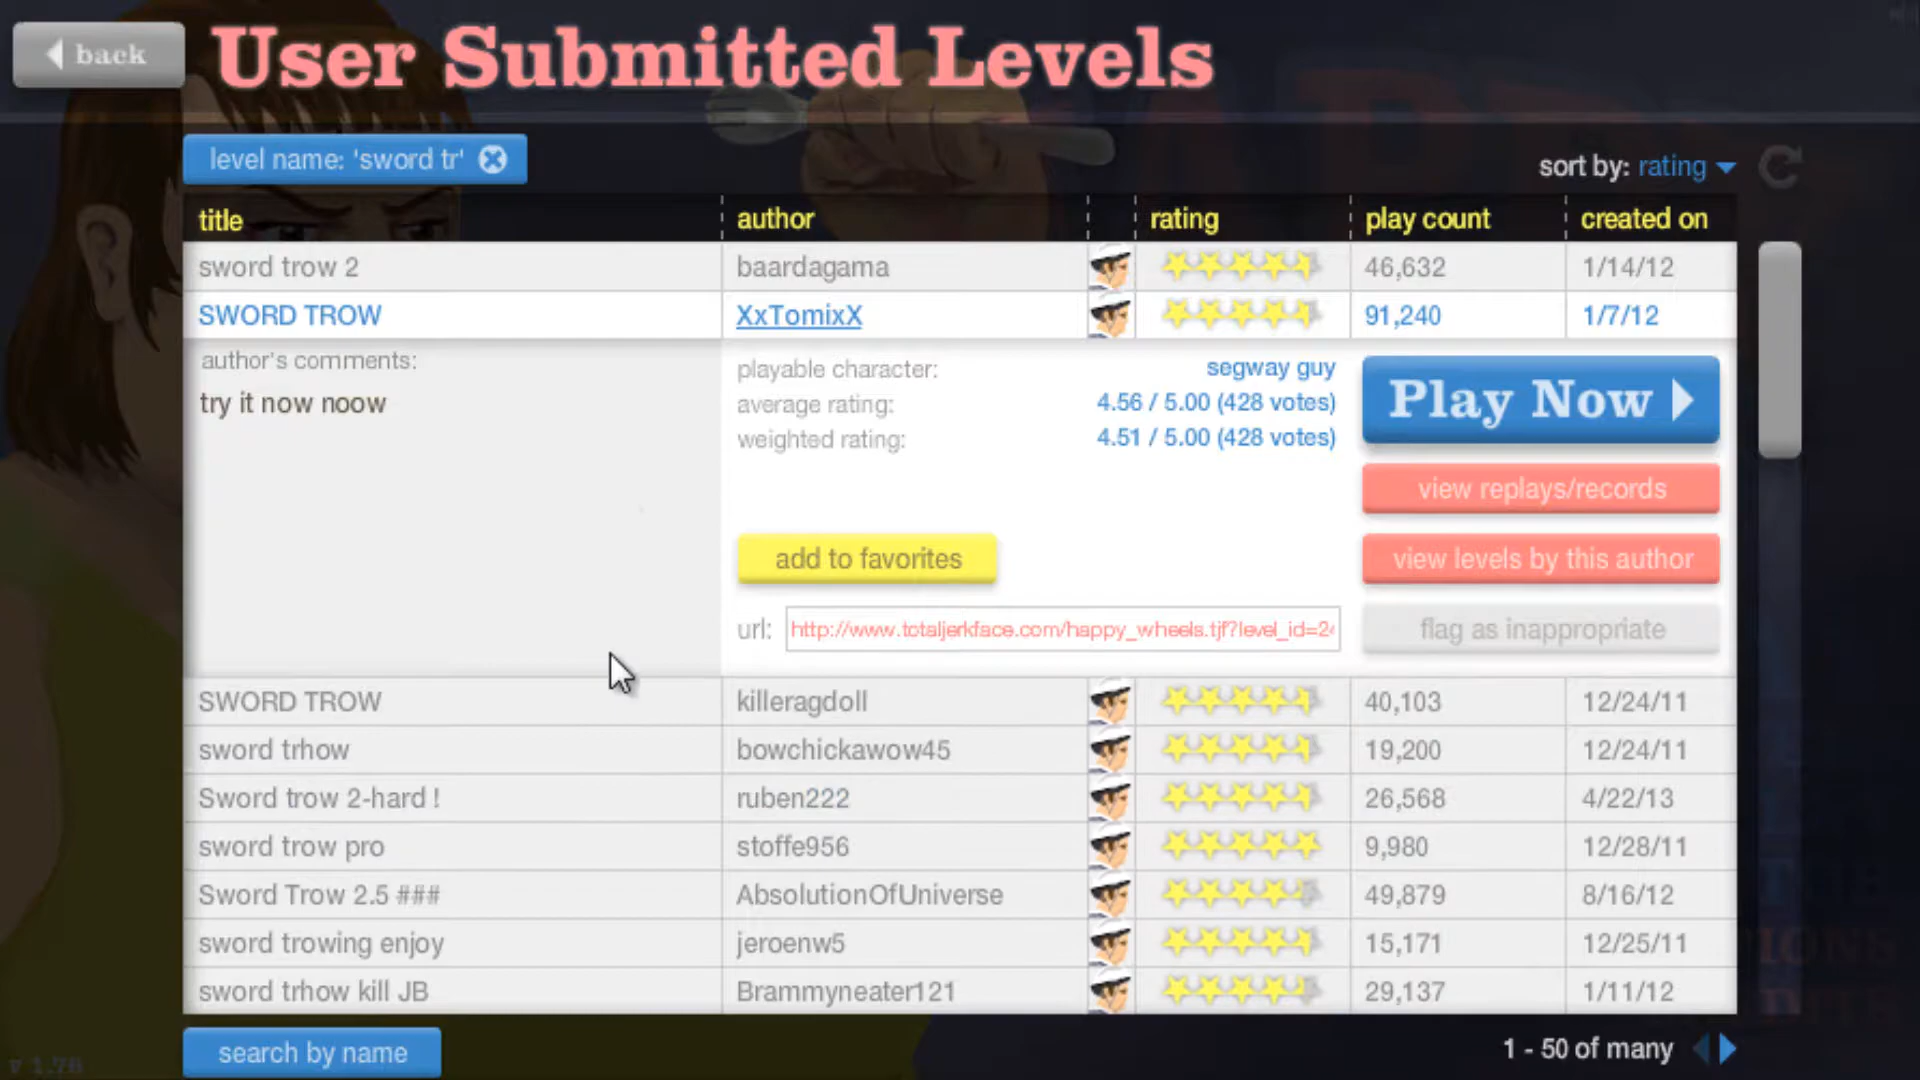 back
User Submitted Levels
level name: 'sword tr'
sort by: rating
title author rating play count created on
sword trow 2 baardagama 46,632 1/14/12
SWORD TROW XxTomixX 91,240 1/7/12
author's comments:
try it now noow
playable character: segway guy
average rating: 4.56 / 5.00 (428 votes)
weighted rating: 4.51 / 5.00 (428 votes)
Play Now
view replays/records
add to favorites
view levels by this author
url: http://www.totaljerkface.com/happy_wheels.tjf?level_id=24
flag as inappropriate
SWORD TROW killeragdoll 40,103 12/24/11
sword trhow bowchickawow45 19,200 12/24/11
Sword trow 2-hard ! ruben222 26,568 4/22/13
sword trow pro stoffe956 9,980 12/28/11
Sword Trow 2.5 ### AbsolutionOfUniverse 49,879 8/16/12
sword trowing enjoy jeroenw5 15,171 12/25/11
sword trhow kill JB Brammyneater121 29,137 1/11/12
search by name
1 - 50 of many
v 1.76